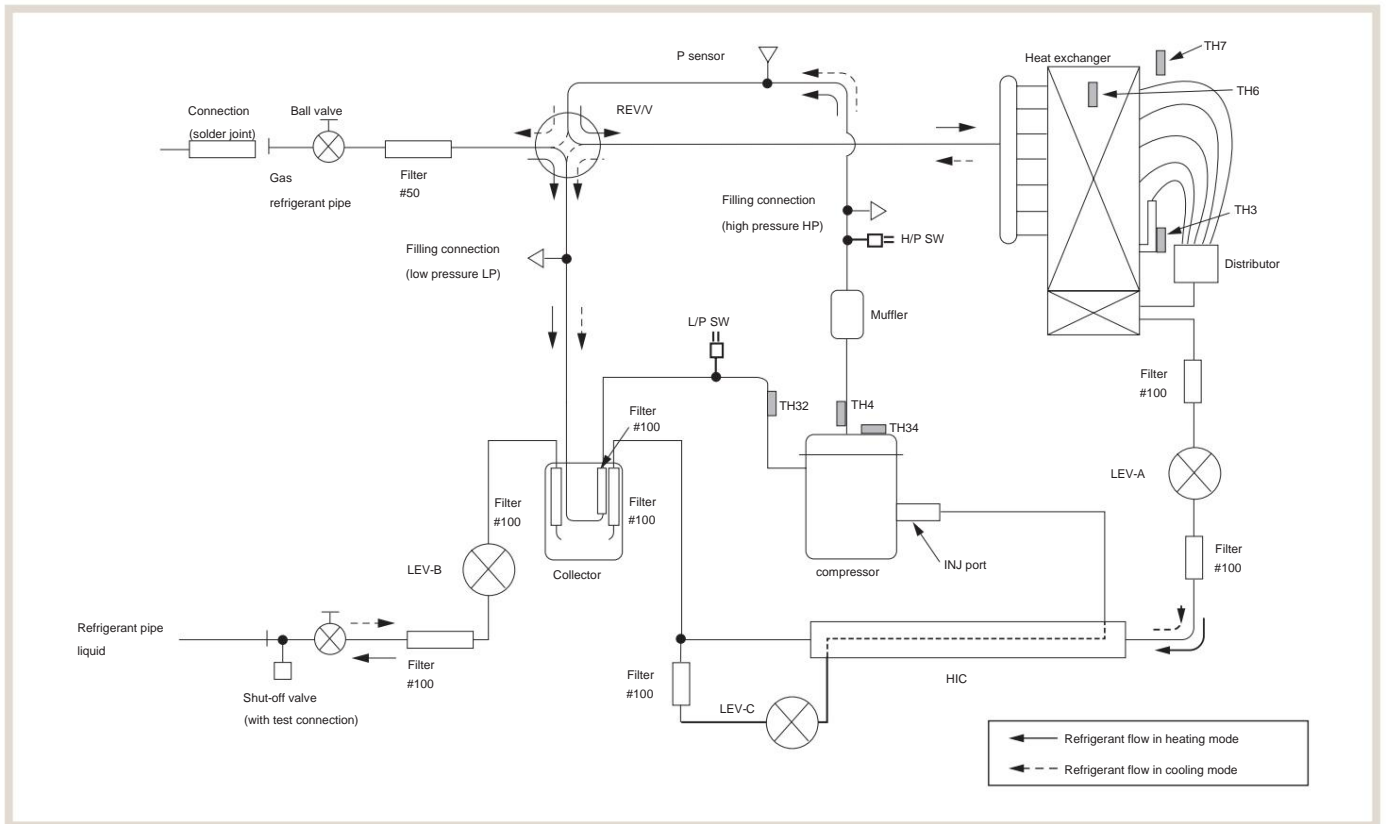 P sensor
Heat exchanger
TH7
TH6
Connection
(solder joint)
Ball valve
REV/V
Gas
refrigerant pipe
Filter
#50
Filling connection
(high pressure HP)
H/P SW
TH3
Distributor
Filling connection
(low pressure LP)
L/P SW
Muffler
Filter
#100
TH32
TH4
TH34
Filter
#100
LEV-A
Filter
#100
Filter
#100
Filter
#100
LEV-B
Collector
compressor
INJ port
Refrigerant pipe
liquid
Filter
#100
Shut-off valve
(with test connection)
Filter
#100
LEV-C
HIC
Refrigerant flow in heating mode
Refrigerant flow in cooling mode